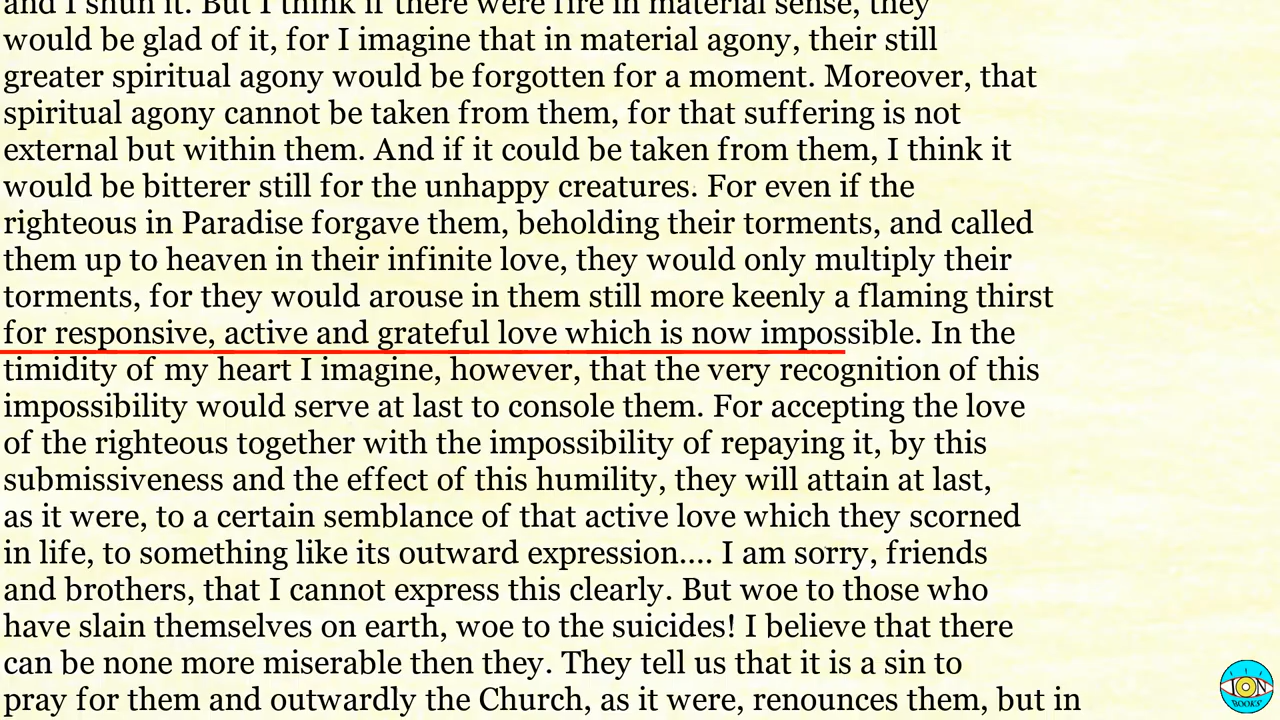 and I shun it. But I think if there were fire in material sense, they
would be glad of it, for I imagine that in material agony, their still
greater spiritual agony would be forgotten for a moment. Moreover, that
spiritual agony cannot be taken from them, for that suffering is not
external but within them. And if it could be taken from them, I think it
would be bitterer still for the unhappy creatures. For even if the
righteous in Paradise forgave them, beholding their torments, and called
them up to heaven in their infinite love, they would only multiply their
torments, for they would arouse in them still more keenly a flaming thirst
for responsive, active and grateful love which is now impossible. In the
timidity of my heart I imagine, however, that the very recognition of this
impossibility would serve at last to console them. For accepting the love
of the righteous together with the impossibility of repaying it, by this
submissiveness and the effect of this humility, they will attain at last,
as it were, to a certain semblance of that active love which they scorned
in life, to something like its outward expression.... I am sorry, friends
and brothers, that I cannot express this clearly. But woe to those who
have slain themselves on earth, woe to the suicides! I believe that there
can be none more miserable then they. They tell us that it is a sin to
pray for them and outwardly the Church, as it were, renounces them, but in
ION
BOOKS